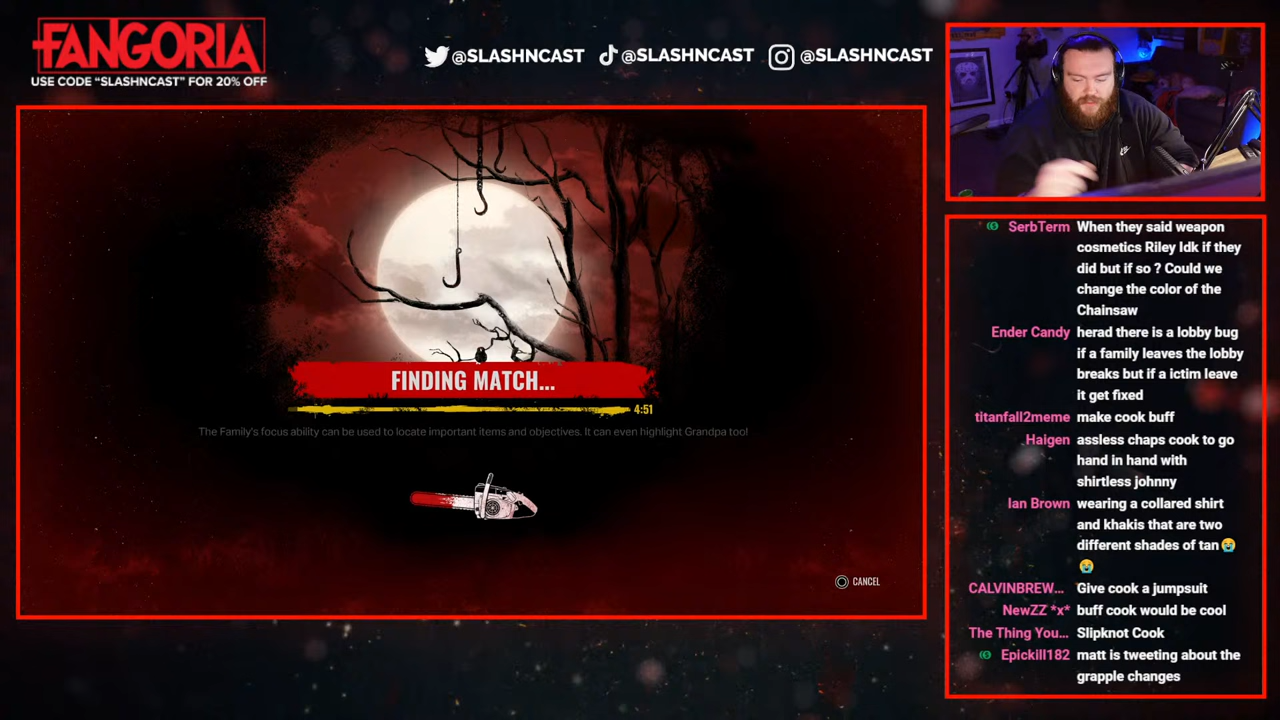 FANGORIA
USE CODE "SLASHNCAST" FOR 20% OFF
@SLASHNCAST @SLASHNCAST @SLASHNCAST
FINDING MATCH...
4:51
The Family's focus ability can be used to locate important items and objectives. It can even highlight Grandpa too!
CANCEL
SerbTerm When they said weapon
cosmetics Riley Idk if they
did but if so ? Could we
change the color of the
Chainsaw
Ender Candy herad there is a lobby bug
if a family leaves the lobby
breaks but if a ictim leave
it get fixed
titanfall2meme make cook buff
Haigen assless chaps cook to go
hand in hand with
shirtless johnny
Ian Brown wearing a collared shirt
and khakis that are two
different shades of tan😭
😭
CALVINBREW... Give cook a jumpsuit
NewZZ *x* buff cook would be cool
The Thing You... Slipknot Cook
Epickill182 matt is tweeting about the
grapple changes